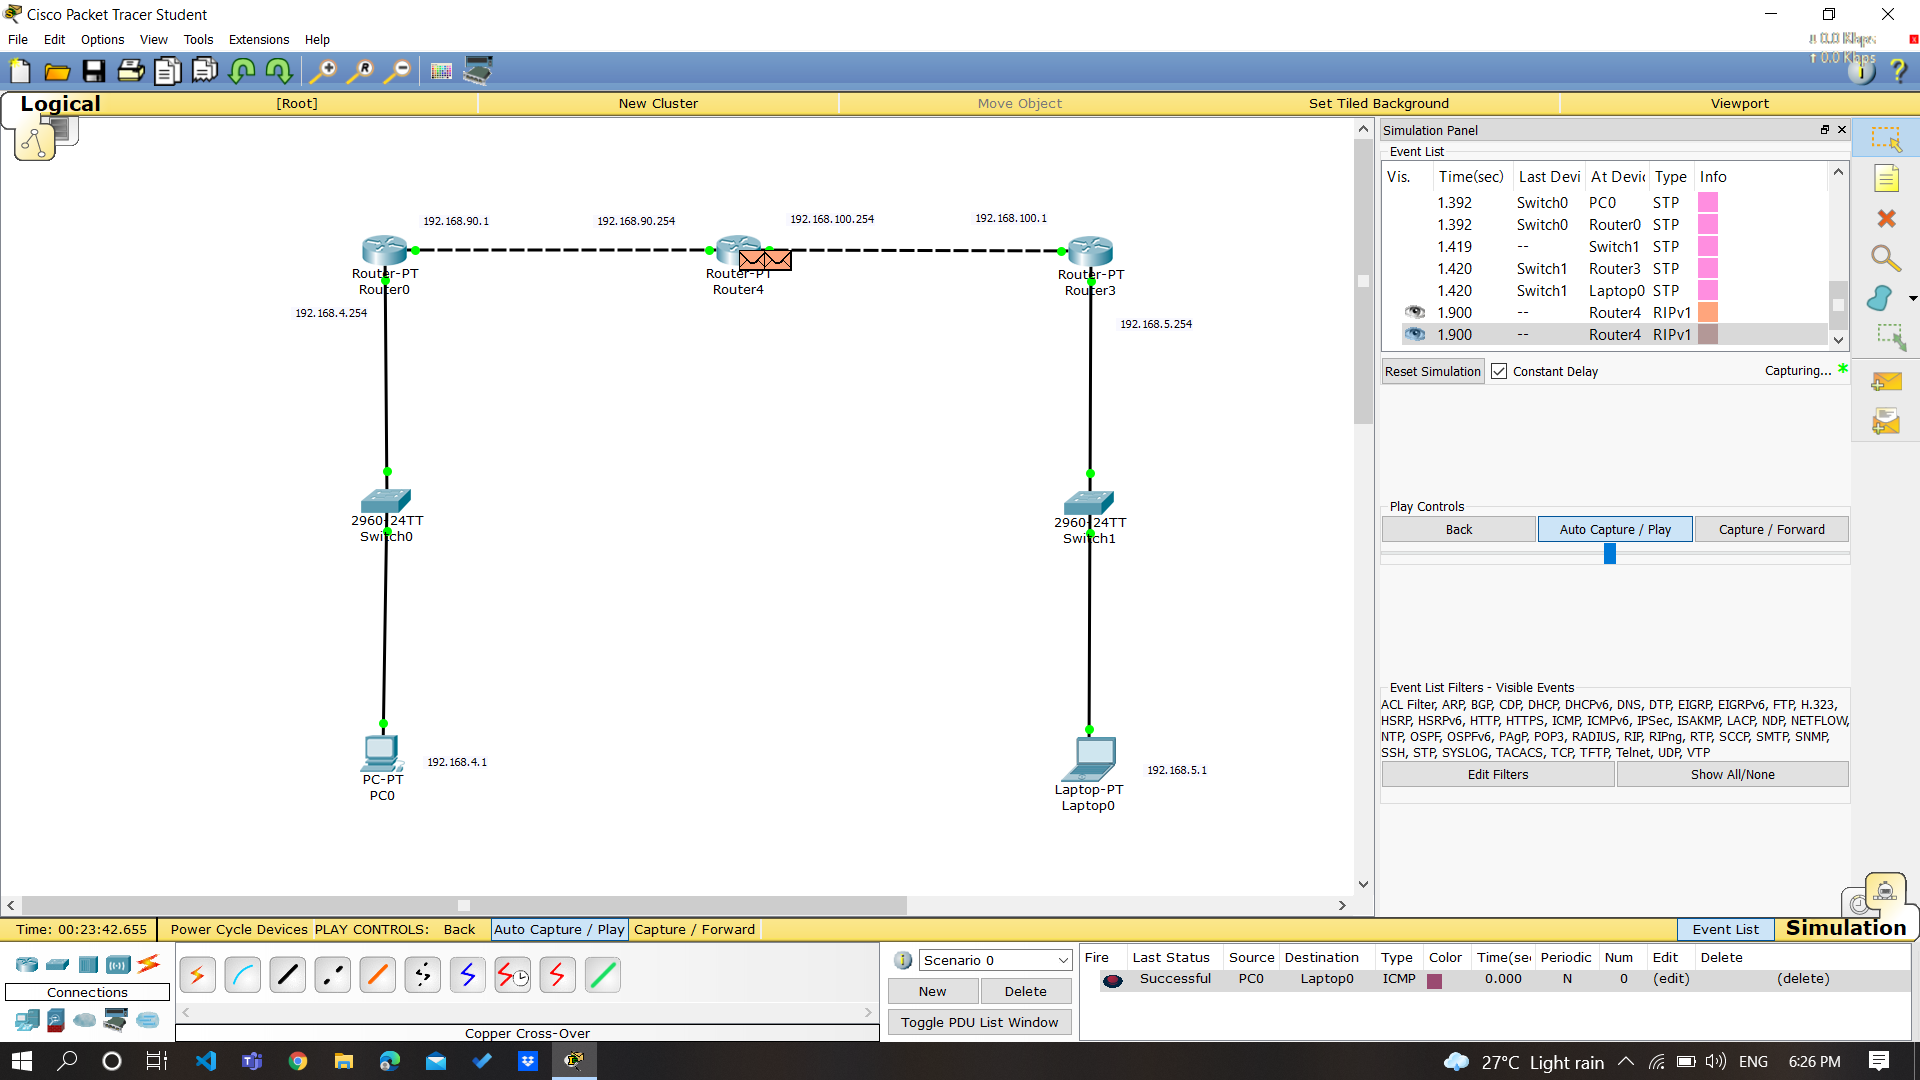 Cisco Packet Tracer Student
File Edit Options View Tools Extensions Help
0.0 Kbps
0.0 Kbps
Logical [Root] New Cluster Move Object Set Tiled Background Viewport
Simulation Panel
Event List
Vis. Time(sec) Last Devi At Devic Type Info
1.392 Switch0 PC0 STP
1.392 Switch0 Router0 STP
1.419 -- Switch1 STP
1.420 Switch1 Router3 STP
1.420 Switch1 Laptop0 STP
1.900 -- Router4 RIPv1
1.900 -- Router4 RIPv1
Reset Simulation Constant Delay Capturing... *
Play Controls
Back Auto Capture / Play Capture / Forward
Event List Filters - Visible Events
ACL Filter, ARP, BGP, CDP, DHCP, DHCPv6, DNS, DTP, EIGRP, EIGRPv6, FTP, H.323,
HSRP, HSRPv6, HTTP, HTTPS, ICMP, ICMPv6, IPSec, ISAKMP, LACP, NDP, NETFLOW,
NTP, OSPF, OSPFv6, PAgP, POP3, RADIUS, RIP, RIPng, RTP, SCCP, SMTP, SNMP,
SSH, STP, SYSLOG, TACACS, TCP, TFTP, Telnet, UDP, VTP
Edit Filters Show All/None
192.168.90.1 192.168.90.254 192.168.100.254 192.168.100.1
Router-PT
Router0
Router-PT
Router4
Router-PT
Router3
192.168.4.254
192.168.5.254
2960-24TT
Switch0
2960-24TT
Switch1
192.168.4.1
PC-PT
PC0
192.168.5.1
Laptop-PT
Laptop0
Time: 00:23:42.655 Power Cycle Devices PLAY CONTROLS: Back Auto Capture / Play Capture / Forward Event List Simulation
Connections
Copper Cross-Over
Scenario 0
New Delete
Toggle PDU List Window
Fire Last Status Source Destination Type Color Time(sec Periodic Num Edit Delete
Successful PC0 Laptop0 ICMP 0.000 N 0 (edit) (delete)
27°C Light rain ENG 6:26 PM